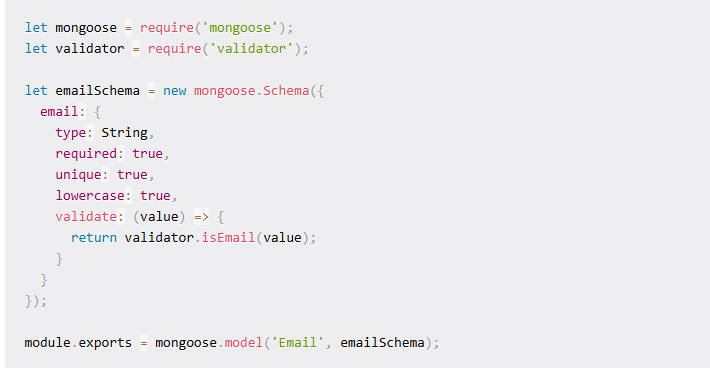 let mongoose = require('mongoose');
let validator = require('validator');

let emailSchema = new mongoose.Schema({
  email: {
    type: String,
    required: true,
    unique: true,
    lowercase: true,
    validate: (value) => {
      return validator.isEmail(value);
    }
  }
});

module.exports = mongoose.model('Email', emailSchema);